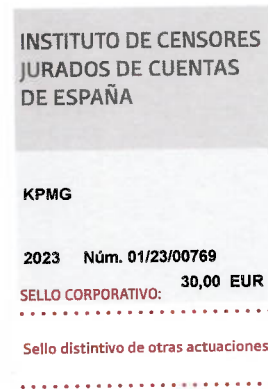 INSTITUTO DE CENSORES
JURADOS DE CUENTAS
DE ESPAÑA
KPMG
2023 Núm. 01/23/00769
30,00 EUR
SELLO CORPORATIVO:
Sello distintivo de otras actuaciones